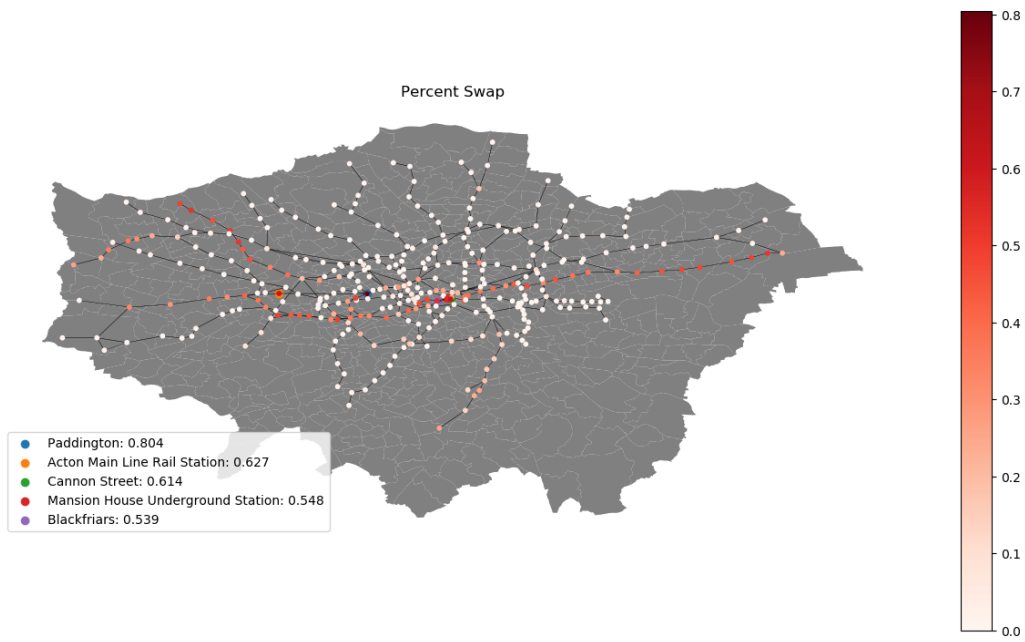 Percent Swap
0.8
0.7
0.6
0.5
0.4
0.3
0.2
0.1
0.0
Paddington: 0.804
Acton Main Line Rail Station: 0.627
Cannon Street: 0.614
Mansion House Underground Station: 0.548
Blackfriars: 0.539